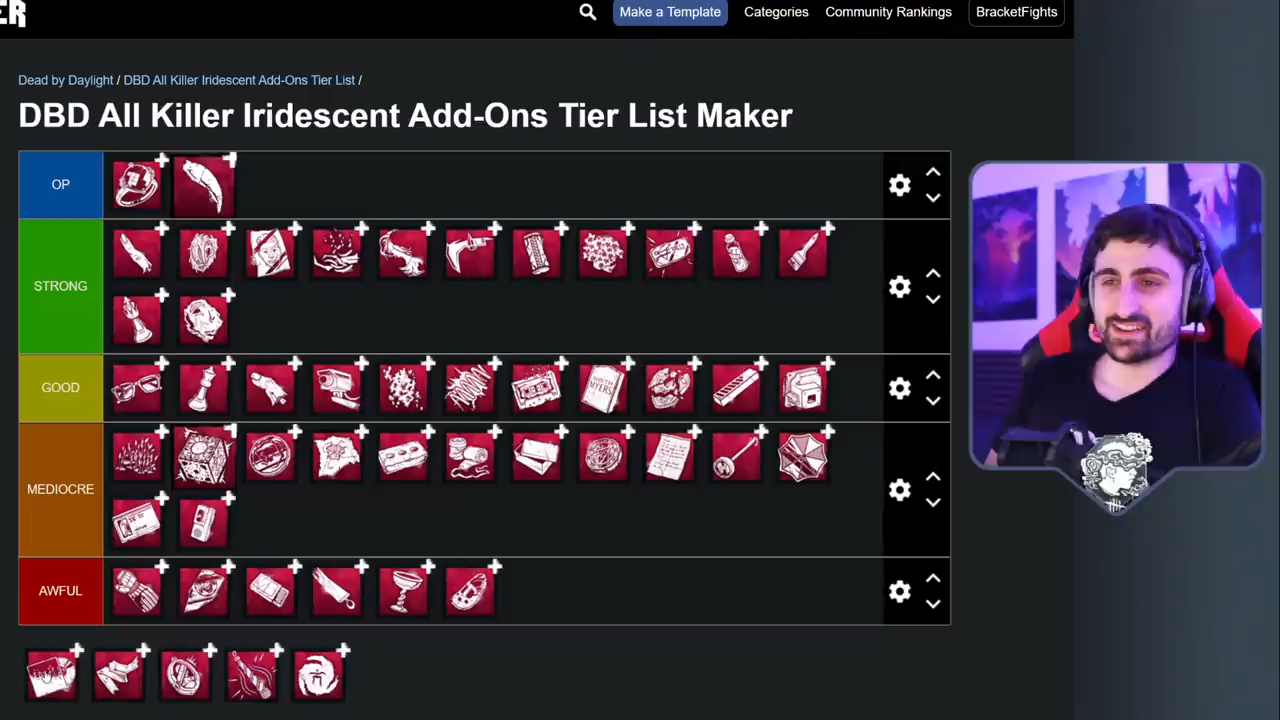 ER
Make a Template
Categories
Community Rankings
BracketFights
Dead by Daylight / DBD All Killer Iridescent Add-Ons Tier List /
DBD All Killer Iridescent Add-Ons Tier List Maker
OP
STRONG
GOOD
MEDIOCRE
AWFUL